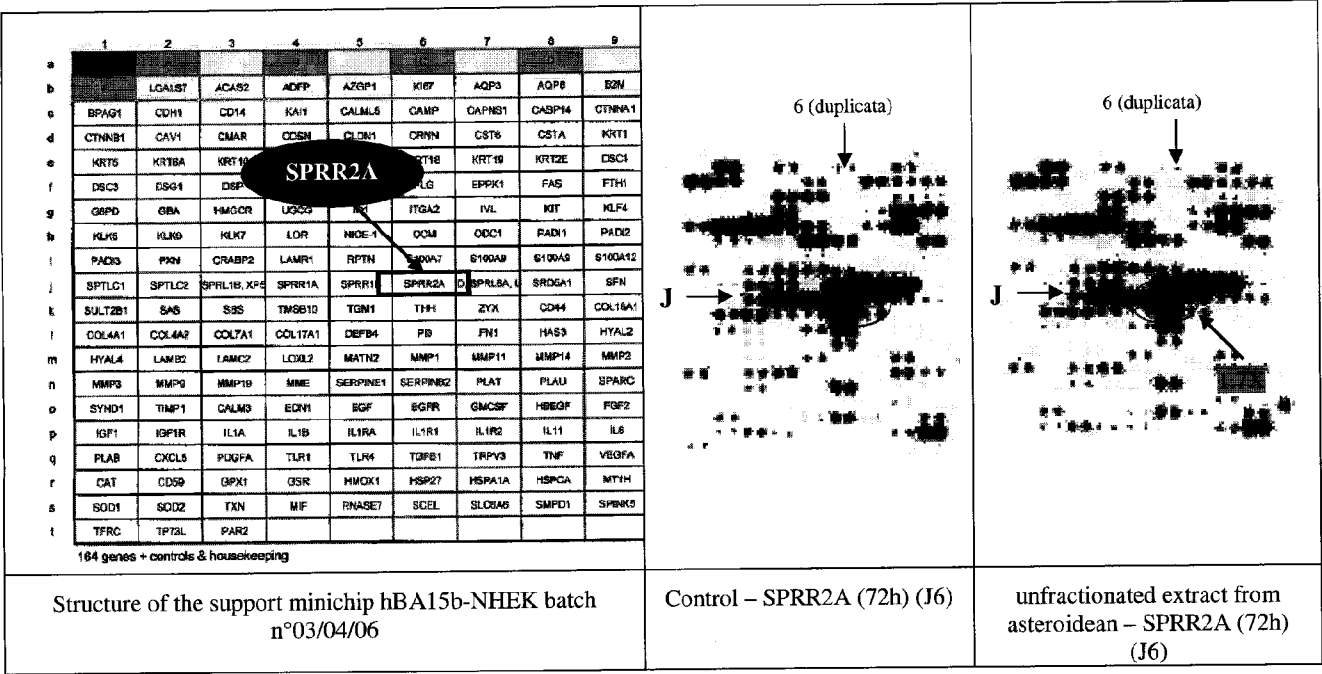 1 2 3 4 5 6 7 8 9
a
b LGALS7 ACAS2 ADFP AZGP1 KI67 AQP3 AQP8 B2M
c BPAG1 CDH1 CD14 KAI1 CALML5 CAMP CAPNS1 CASP14 CTNNA1
d CTNNB1 CAV1 CMAR CDSN CLDN1 CRNN CST6 CSTA KRT1
e KRT5 KRT6A KRT10 KRT19 KRT2E DSC1
SPRR2A
f DSC3 DSG1 DSP EPPK1 FAS FTH1
g G6PD GBA HMGCR UGCG ITGA2 IVL KIT KLF4
h KLK5 KLK6 KLK7 LOR NICE-1 OCM ODC1 PADI1 PADI2
i PADI3 PXN CRABP2 LAMR1 RPTN S100A7 S100A8 S100A9 S100A12
j SPTLC1 SPTLC2 SPRR1A SPRR2A SRD5A1 SFN
k SULT2B1 SAS SBS TMSB10 TGN1 THH ZYX CD44 COL16A1
l COL4A1 COL4A2 COL7A1 COL17A1 DEFB4 PI3 FN1 HAS3 HYAL2
m HYAL4 LAMB2 LAMC2 LOXL2 MATN2 MMP1 MMP11 MMP14 MMP2
n MMP3 MMP9 MMP19 MME SERPINE1 SERPINB2 PLAT PLAU SPARC
o SYND1 TIMP1 CALM3 EDN1 EGF EGFR GMCSF HBEGF FGF2
p IGF1 IGF1R IL1A IL1B IL1RA IL1R1 IL1R2 IL11 IL6
q PLAB CXCL5 PDGFA TLR1 TLR4 TGFB1 TRPV3 TNF VEGFA
r CAT CD59 GPX1 GSR HMOX1 HSP27 HSPA1A HSPCA MT1H
s SOD1 SOD2 TXN MIF RNASE7 SCEL SLC6A6 SMPD1 SPINK5
t TFRC TP73L PAR2
164 genes + controls & housekeeping
6 (duplicata)
J
6 (duplicata)
J
Structure of the support minichip hBA15b-NHEK batch
n°03/04/06
Control – SPRR2A (72h) (J6)
unfractionated extract from
asteroidean – SPRR2A (72h)
(J6)